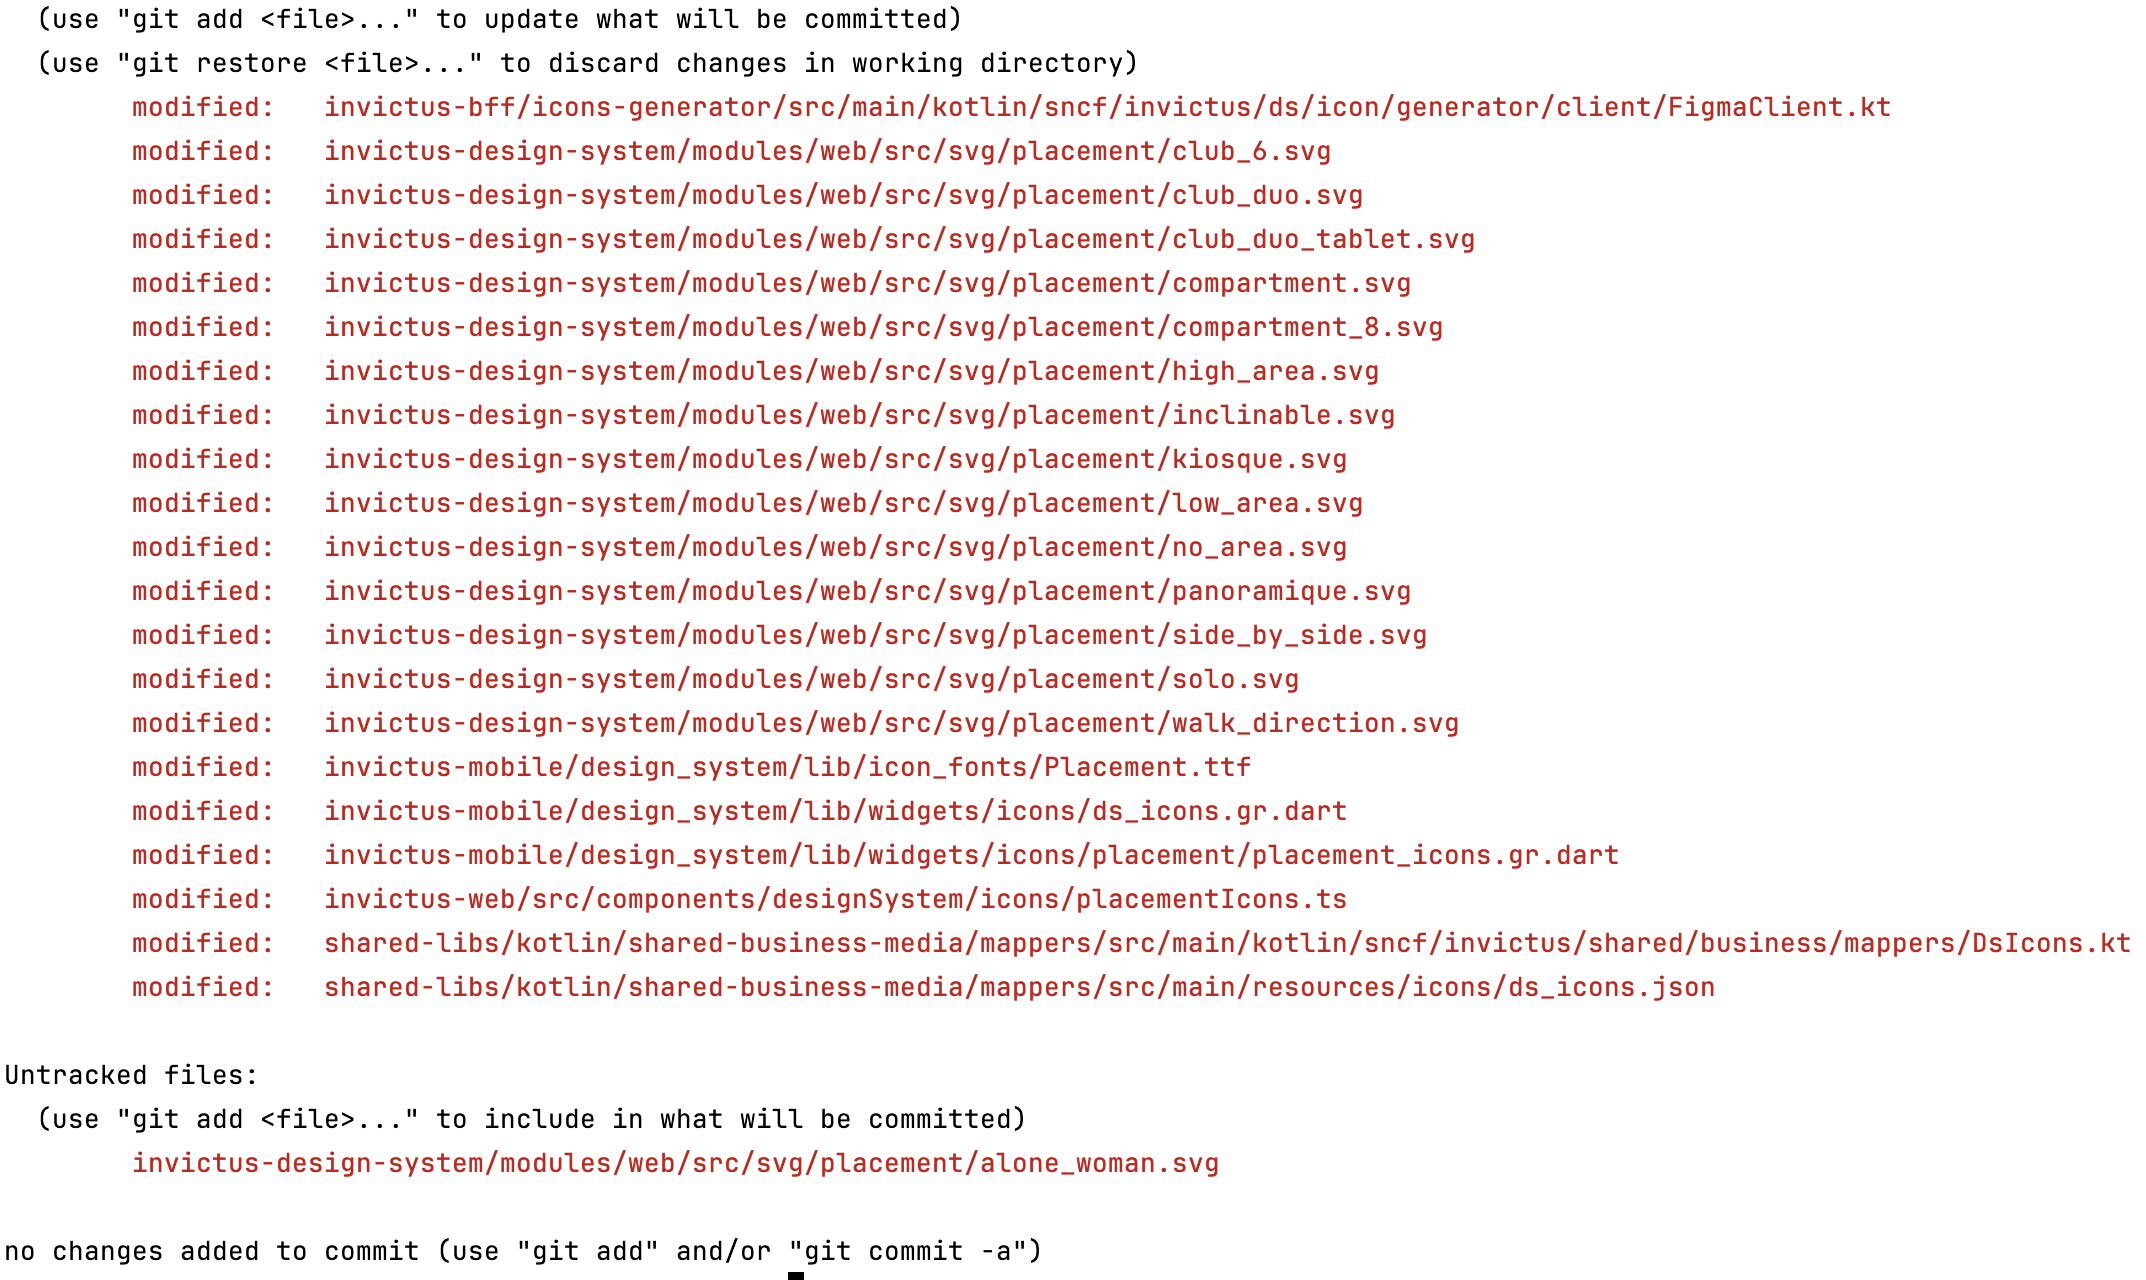 (use "git add <file>..." to update what will be committed)
(use "git restore <file>..." to discard changes in working directory)
modified:   invictus-bff/icons-generator/src/main/kotlin/sncf/invictus/ds/icon/generator/client/FigmaClient.kt
modified:   invictus-design-system/modules/web/src/svg/placement/club_6.svg
modified:   invictus-design-system/modules/web/src/svg/placement/club_duo.svg
modified:   invictus-design-system/modules/web/src/svg/placement/club_duo_tablet.svg
modified:   invictus-design-system/modules/web/src/svg/placement/compartment.svg
modified:   invictus-design-system/modules/web/src/svg/placement/compartment_8.svg
modified:   invictus-design-system/modules/web/src/svg/placement/high_area.svg
modified:   invictus-design-system/modules/web/src/svg/placement/inclinable.svg
modified:   invictus-design-system/modules/web/src/svg/placement/kiosque.svg
modified:   invictus-design-system/modules/web/src/svg/placement/low_area.svg
modified:   invictus-design-system/modules/web/src/svg/placement/no_area.svg
modified:   invictus-design-system/modules/web/src/svg/placement/panoramique.svg
modified:   invictus-design-system/modules/web/src/svg/placement/side_by_side.svg
modified:   invictus-design-system/modules/web/src/svg/placement/solo.svg
modified:   invictus-design-system/modules/web/src/svg/placement/walk_direction.svg
modified:   invictus-mobile/design_system/lib/icon_fonts/Placement.ttf
modified:   invictus-mobile/design_system/lib/widgets/icons/ds_icons.gr.dart
modified:   invictus-mobile/design_system/lib/widgets/icons/placement/placement_icons.gr.dart
modified:   invictus-web/src/components/designSystem/icons/placementIcons.ts
modified:   shared-libs/kotlin/shared-business-media/mappers/src/main/kotlin/sncf/invictus/shared/business/mappers/DsIcons.kt
modified:   shared-libs/kotlin/shared-business-media/mappers/src/main/resources/icons/ds_icons.json
Untracked files:
(use "git add <file>..." to include in what will be committed)
invictus-design-system/modules/web/src/svg/placement/alone_woman.svg
no changes added to commit (use "git add" and/or "git commit -a")